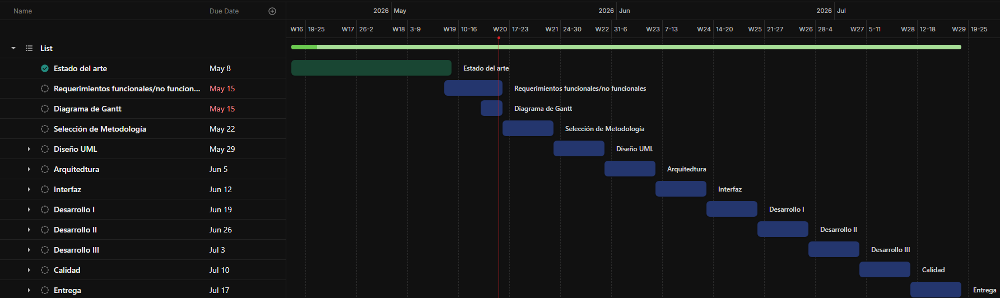 Name Due Date
2026 May 2026 Jun 2026 Jul
W16 19-25 W17 26-2 W18 3-9 W19 10-16 W20 17-23 W21 24-30 W22 31-6 W23 7-13 W24 14-20 W25 21-27 W26 28-4 W27 5-11 W28 12-18 W29 19-25
List
Estado del arte May 8 Estado del arte
Requerimientos funcionales/no funcion... May 15 Requerimientos funcionales/no funcionales
Diagrama de Gantt May 15 Diagrama de Gantt
Selección de Metodología May 22 Selección de Metodología
Diseño UML May 29 Diseño UML
Arquitedtura Jun 5 Arquitedtura
Interfaz Jun 12 Interfaz
Desarrollo I Jun 19 Desarrollo I
Desarrollo II Jun 26 Desarrollo II
Desarrollo III Jul 3 Desarrollo III
Calidad Jul 10 Calidad
Entrega Jul 17 Entrega